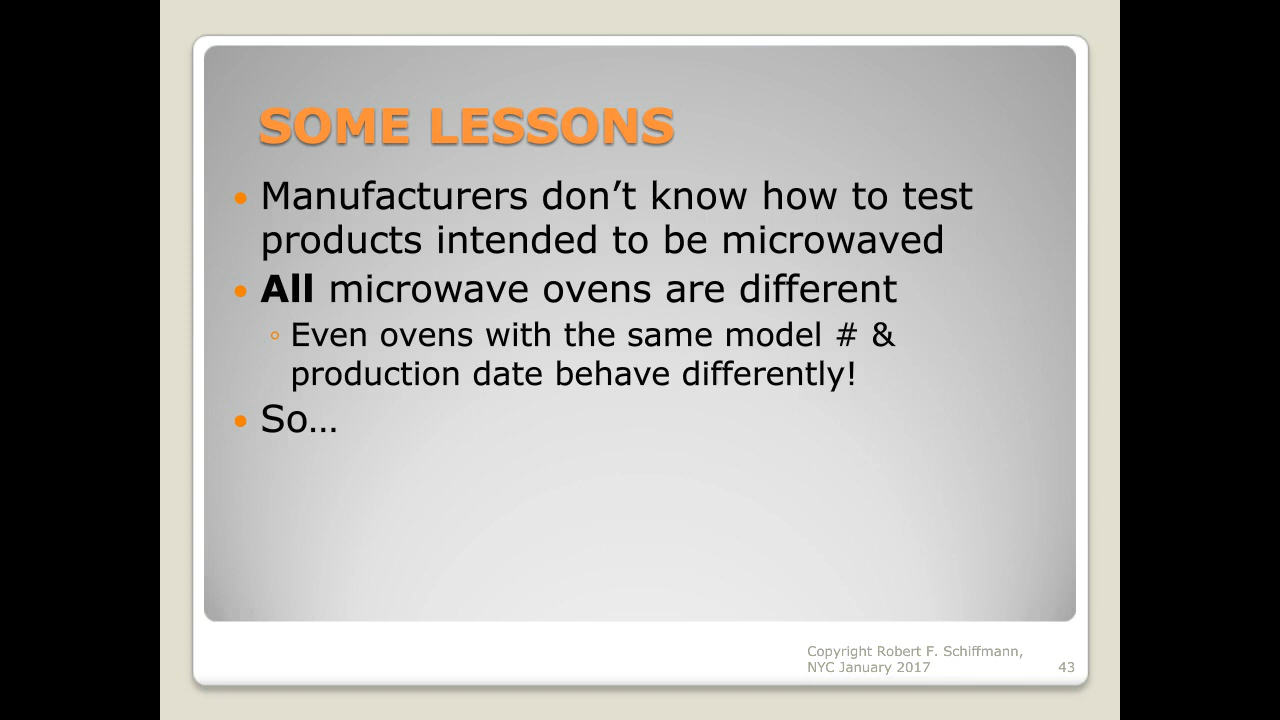 SOME LESSONS
• Manufacturers don’t know how to test
products intended to be microwaved
• All microwave ovens are different
◦ Even ovens with the same model # &
production date behave differently!
• So…
Copyright Robert F. Schiffmann,
NYC January 2017
43